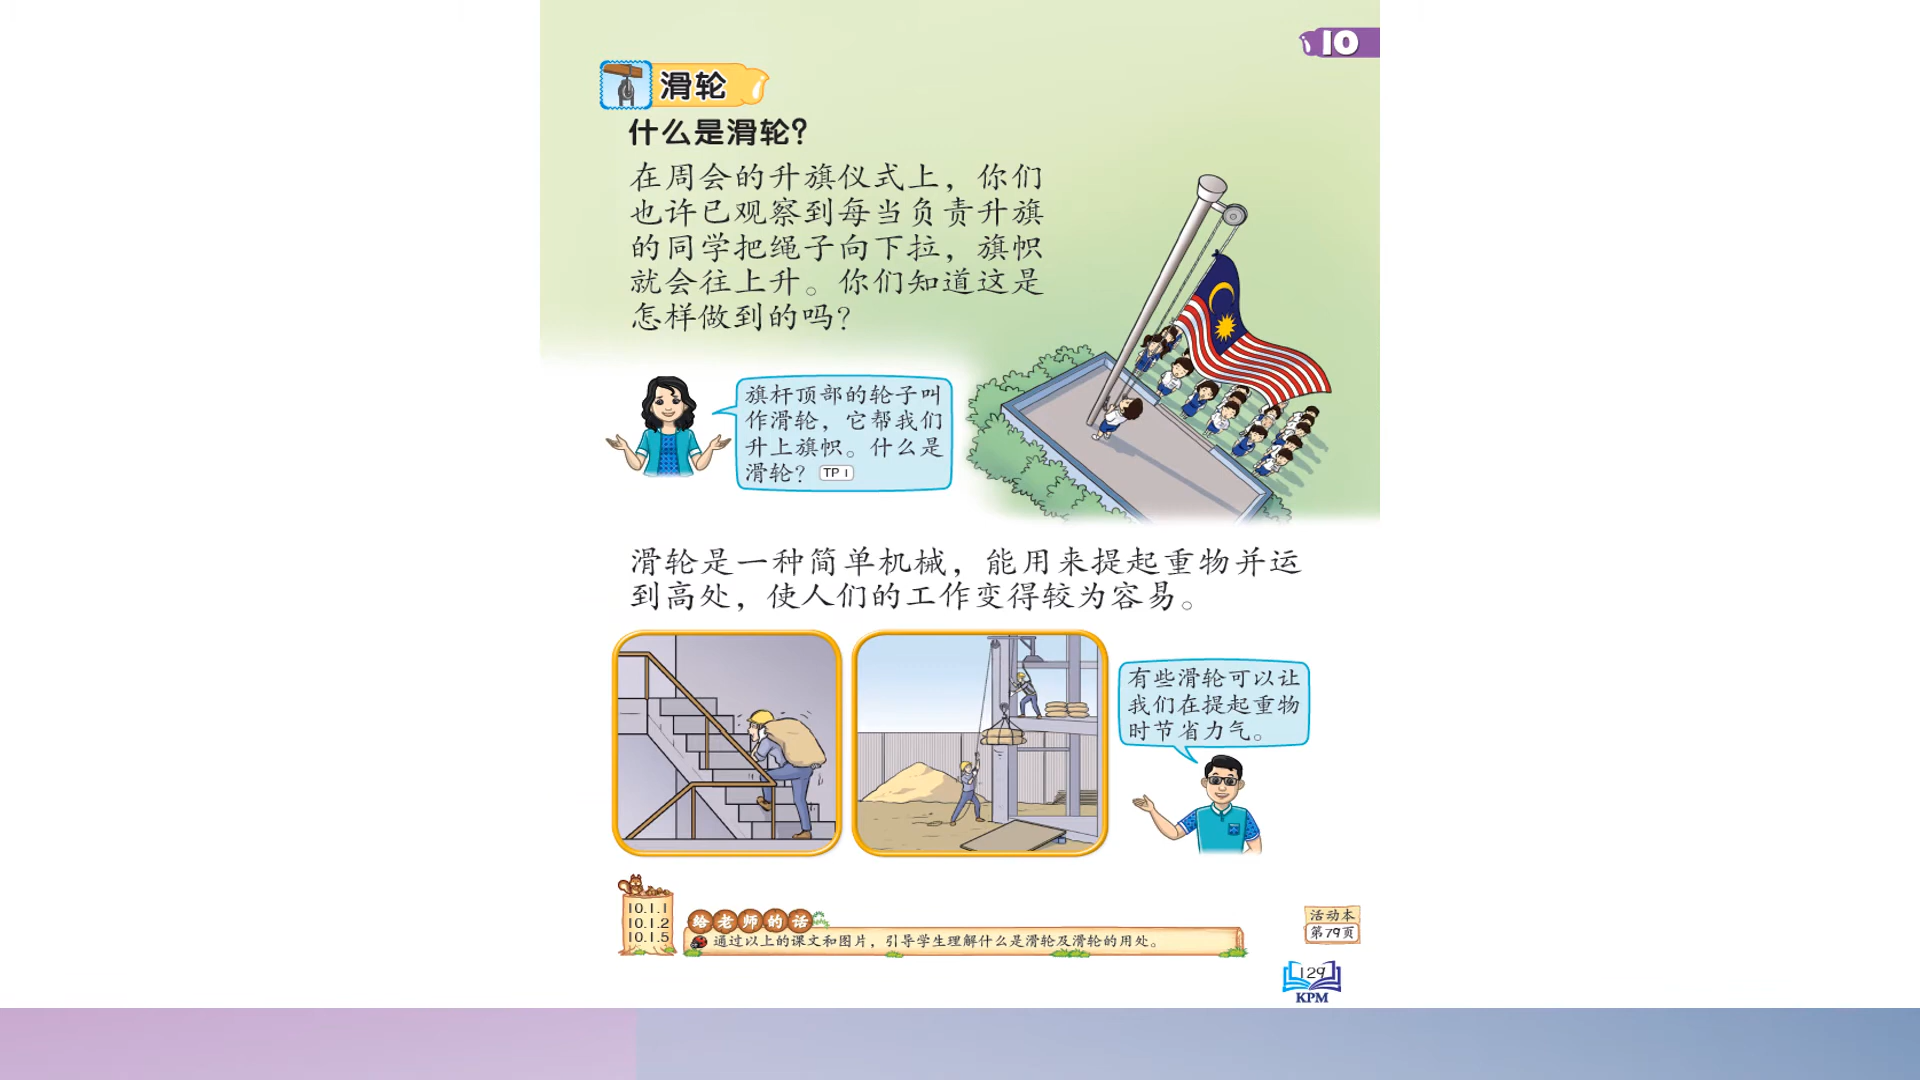 10
滑轮
什么是滑轮？
在周会的升旗仪式上，你们
也许已观察到每当负责升旗
的同学把绳子向下拉，旗帜
就会往上升。你们知道这是
怎样做到的吗？
旗杆顶部的轮子叫
作滑轮，它帮我们
升上旗帜。什么是
滑轮？ TP 1
滑轮是一种简单机械，能用来提起重物并运
到高处，使人们的工作变得较为容易。
有些滑轮可以让
我们在提起重物
时节省力气。
10.1.1
10.1.2
10.1.5
给老师的话
通过以上的课文和图片，引导学生理解什么是滑轮及滑轮的用处。
活动本
第79页
129
KPM